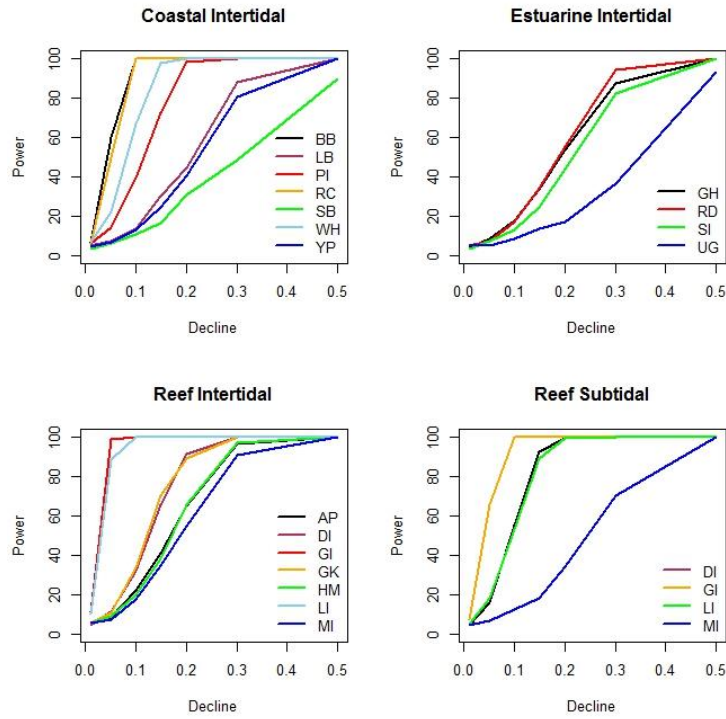 Coastal Intertidal
Power
100
80
60
40
20
0
BB
LB
PI
RC
SB
WH
YP
0.0 0.1 0.2 0.3 0.4 0.5
Decline
Estuarine Intertidal
Power
100
80
60
40
20
0
GH
RD
SI
UG
0.0 0.1 0.2 0.3 0.4 0.5
Decline
Reef Intertidal
Power
100
80
60
40
20
0
AP
DI
GI
GK
HM
LI
MI
0.0 0.1 0.2 0.3 0.4 0.5
Decline
Reef Subtidal
Power
100
80
60
40
20
0
DI
GI
LI
MI
0.0 0.1 0.2 0.3 0.4 0.5
Decline